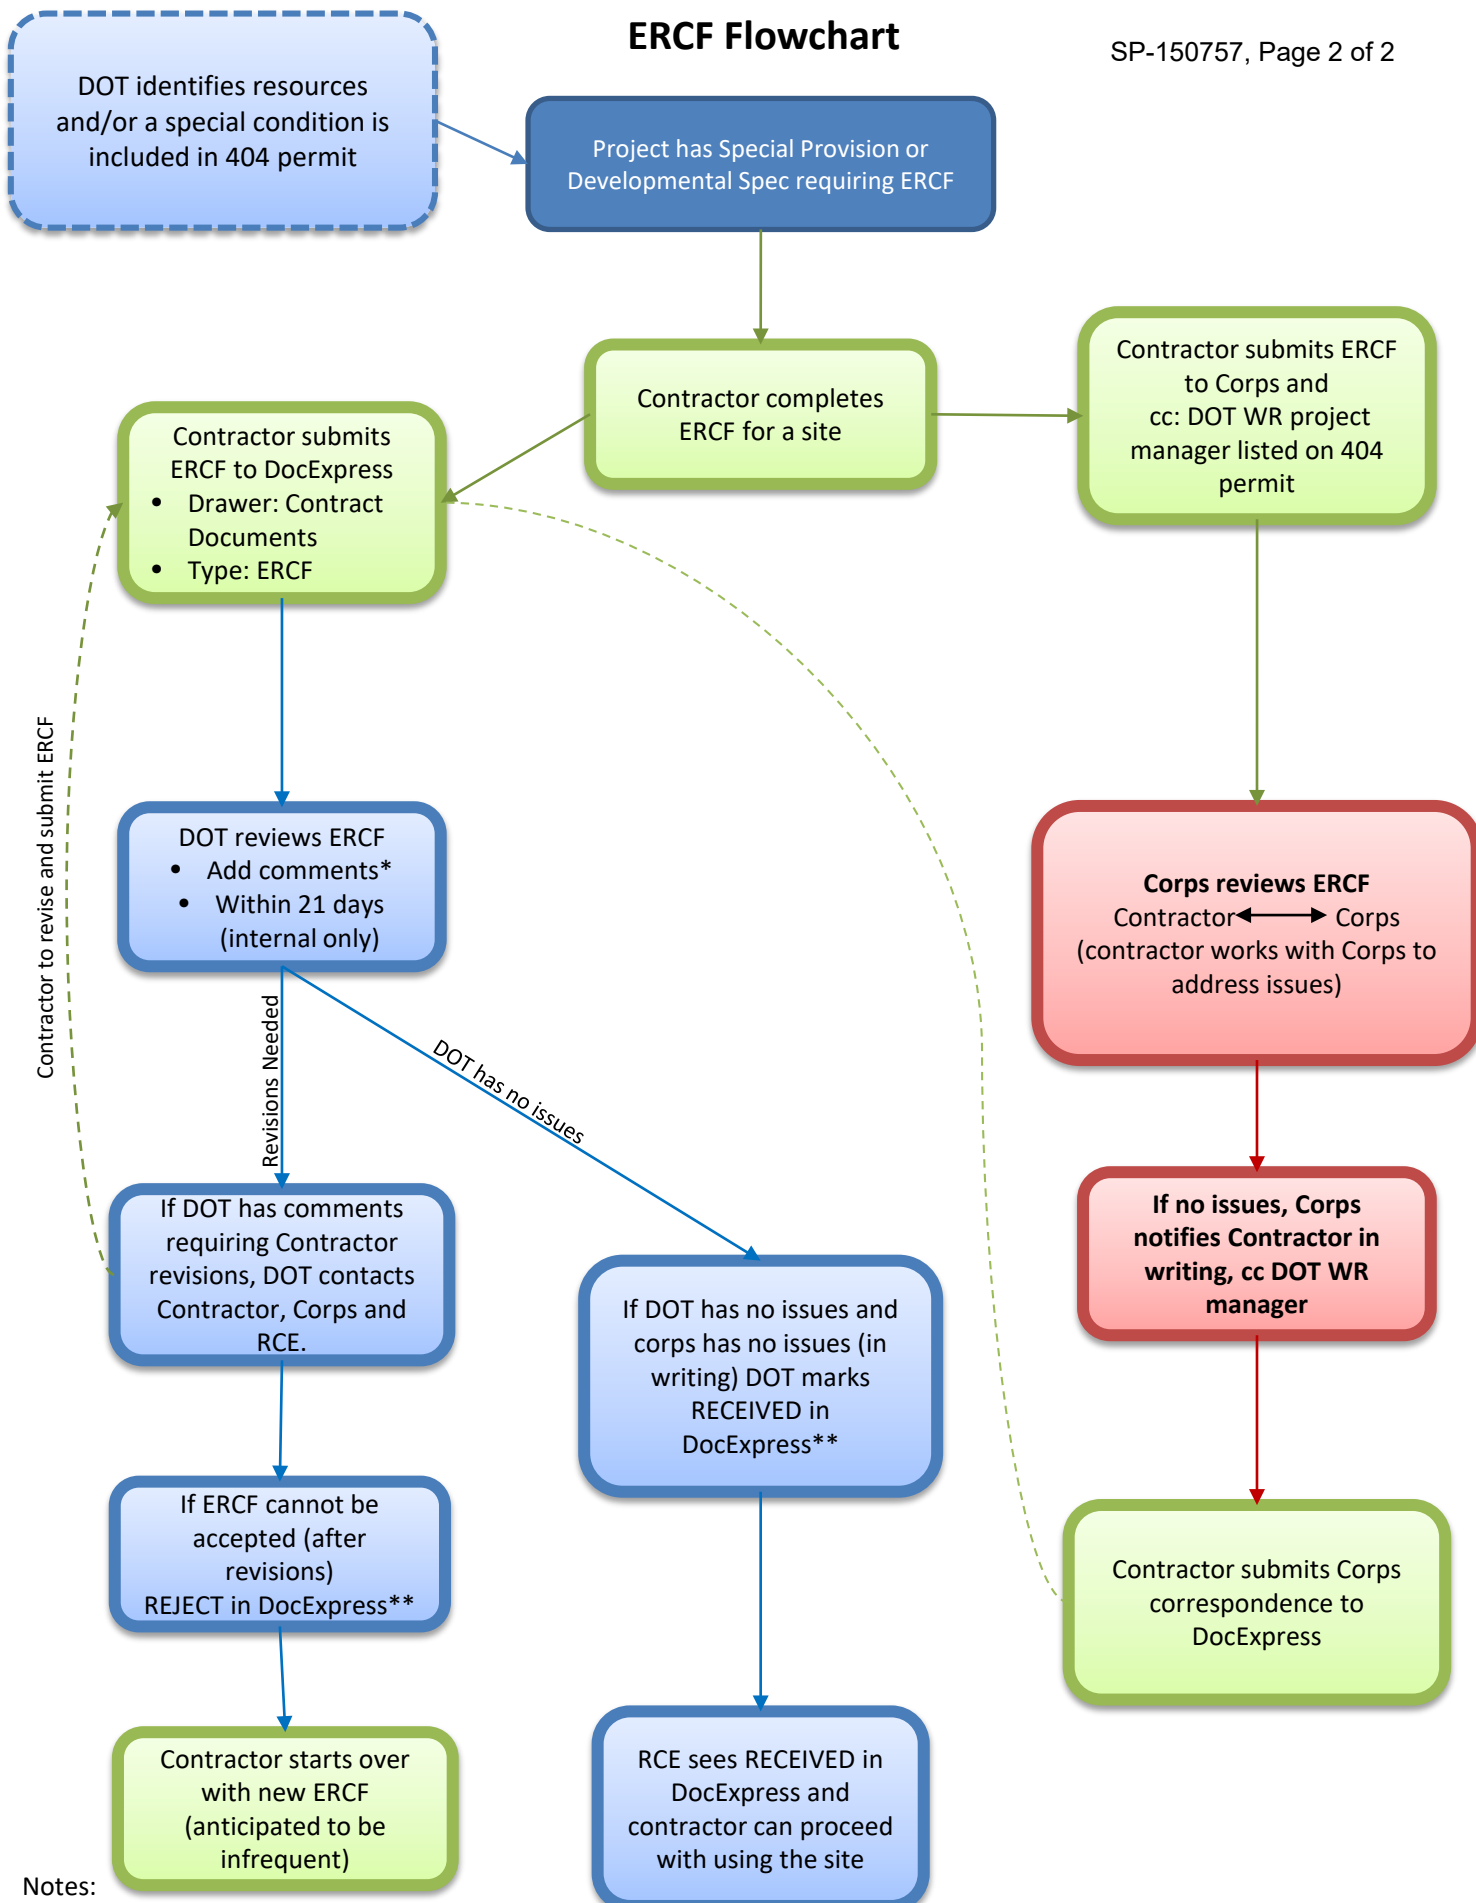 ERCF Flowchart
SP-150757, Page 2 of 2
DOT identifies resources
and/or a special condition is
included in 404 permit
Project has Special Provision or
Developmental Spec requiring ERCF
Contractor completes
ERCF for a site
Contractor submits ERCF
to Corps and
cc: DOT WR project
manager listed on 404
permit
Contractor submits
ERCF to DocExpress
• Drawer: Contract
Documents
• Type: ERCF
Contractor to revise and submit ERCF
DOT reviews ERCF
• Add comments*
• Within 21 days
(internal only)
Corps reviews ERCF
Contractor Corps
(contractor works with Corps to
address issues)
Revisions Needed
DOT has no issues
If DOT has comments
requiring Contractor
revisions, DOT contacts
Contractor, Corps and
RCE.
If DOT has no issues and
corps has no issues (in
writing) DOT marks
RECEIVED in
DocExpress**
If no issues, Corps
notifies Contractor in
writing, cc DOT WR
manager
If ERCF cannot be
accepted (after
revisions)
REJECT in DocExpress**
Contractor submits Corps
correspondence to
DocExpress
Contractor starts over
with new ERCF
(anticipated to be
infrequent)
RCE sees RECEIVED in
DocExpress and
contractor can proceed
with using the site
Notes: